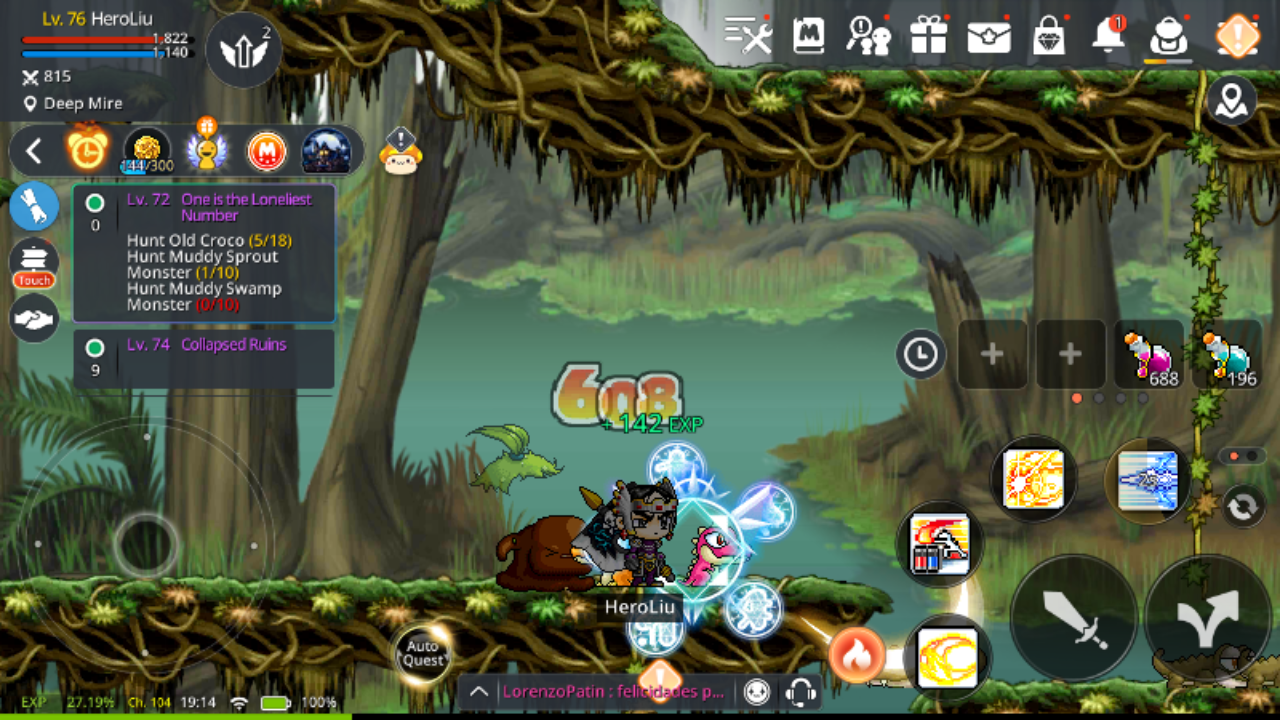 Lv. 76 HeroLiu
1,822
1,140
815
Deep Mire
2
1
144/300
Lv. 72 One is the Loneliest
Number
0
Hunt Old Croco (5/18)
Hunt Muddy Sprout
Monster (1/10)
Hunt Muddy Swamp
Monster (0/10)
Touch
Lv. 74 Collapsed Ruins
9
688
196
608
+ 142 EXP
HeroLiu
Auto
Quest
LorenzoPatin : felicidades p...
EXP 27.19% Ch. 104 19:14 100%